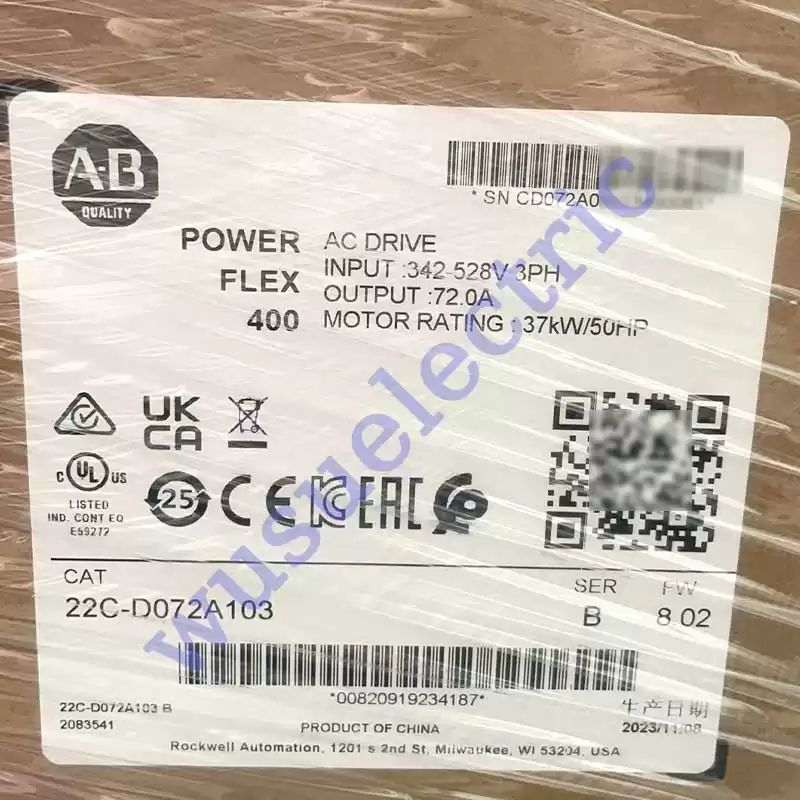 A-B
QUALITY
* SN CD072A0
POWER
FLEX
400
AC DRIVE
INPUT :342-528V 3PH
OUTPUT :72.0A
MOTOR RATING : 37kW/50HP
UK
CA
C UL US
LISTED
IND. CONT EQ
E59272
25
CE
EAC
CAT
22C-D072A103
SER
B
FW
8.02
*00820919234187*
22C-D072A103 B
2083541
生产日期
2023/11/08
PRODUCT OF CHINA
Rockwell Automation, 1201 s 2nd St, Milwaukee, WI 53204, USA
wusuelectric